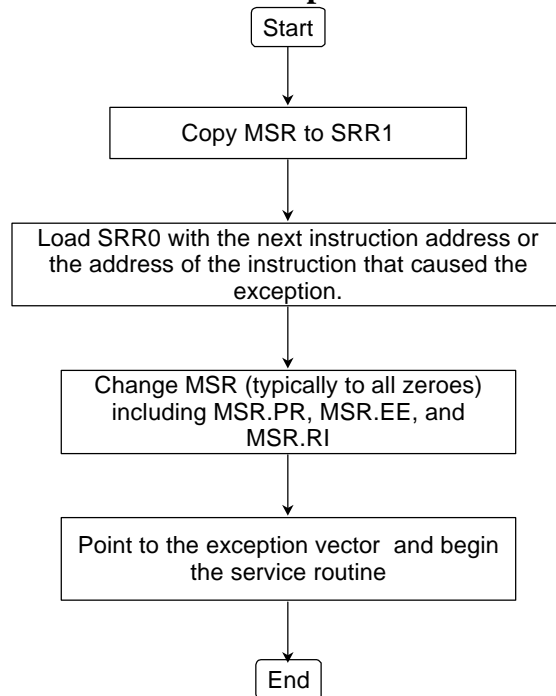 Start
Copy MSR to SRR1
Load SRR0 with the next instruction address or
the address of the instruction that caused the
exception.
Change MSR (typically to all zeroes)
including MSR.PR, MSR.EE, and
MSR.RI
Point to the exception vector and begin
the service routine
End